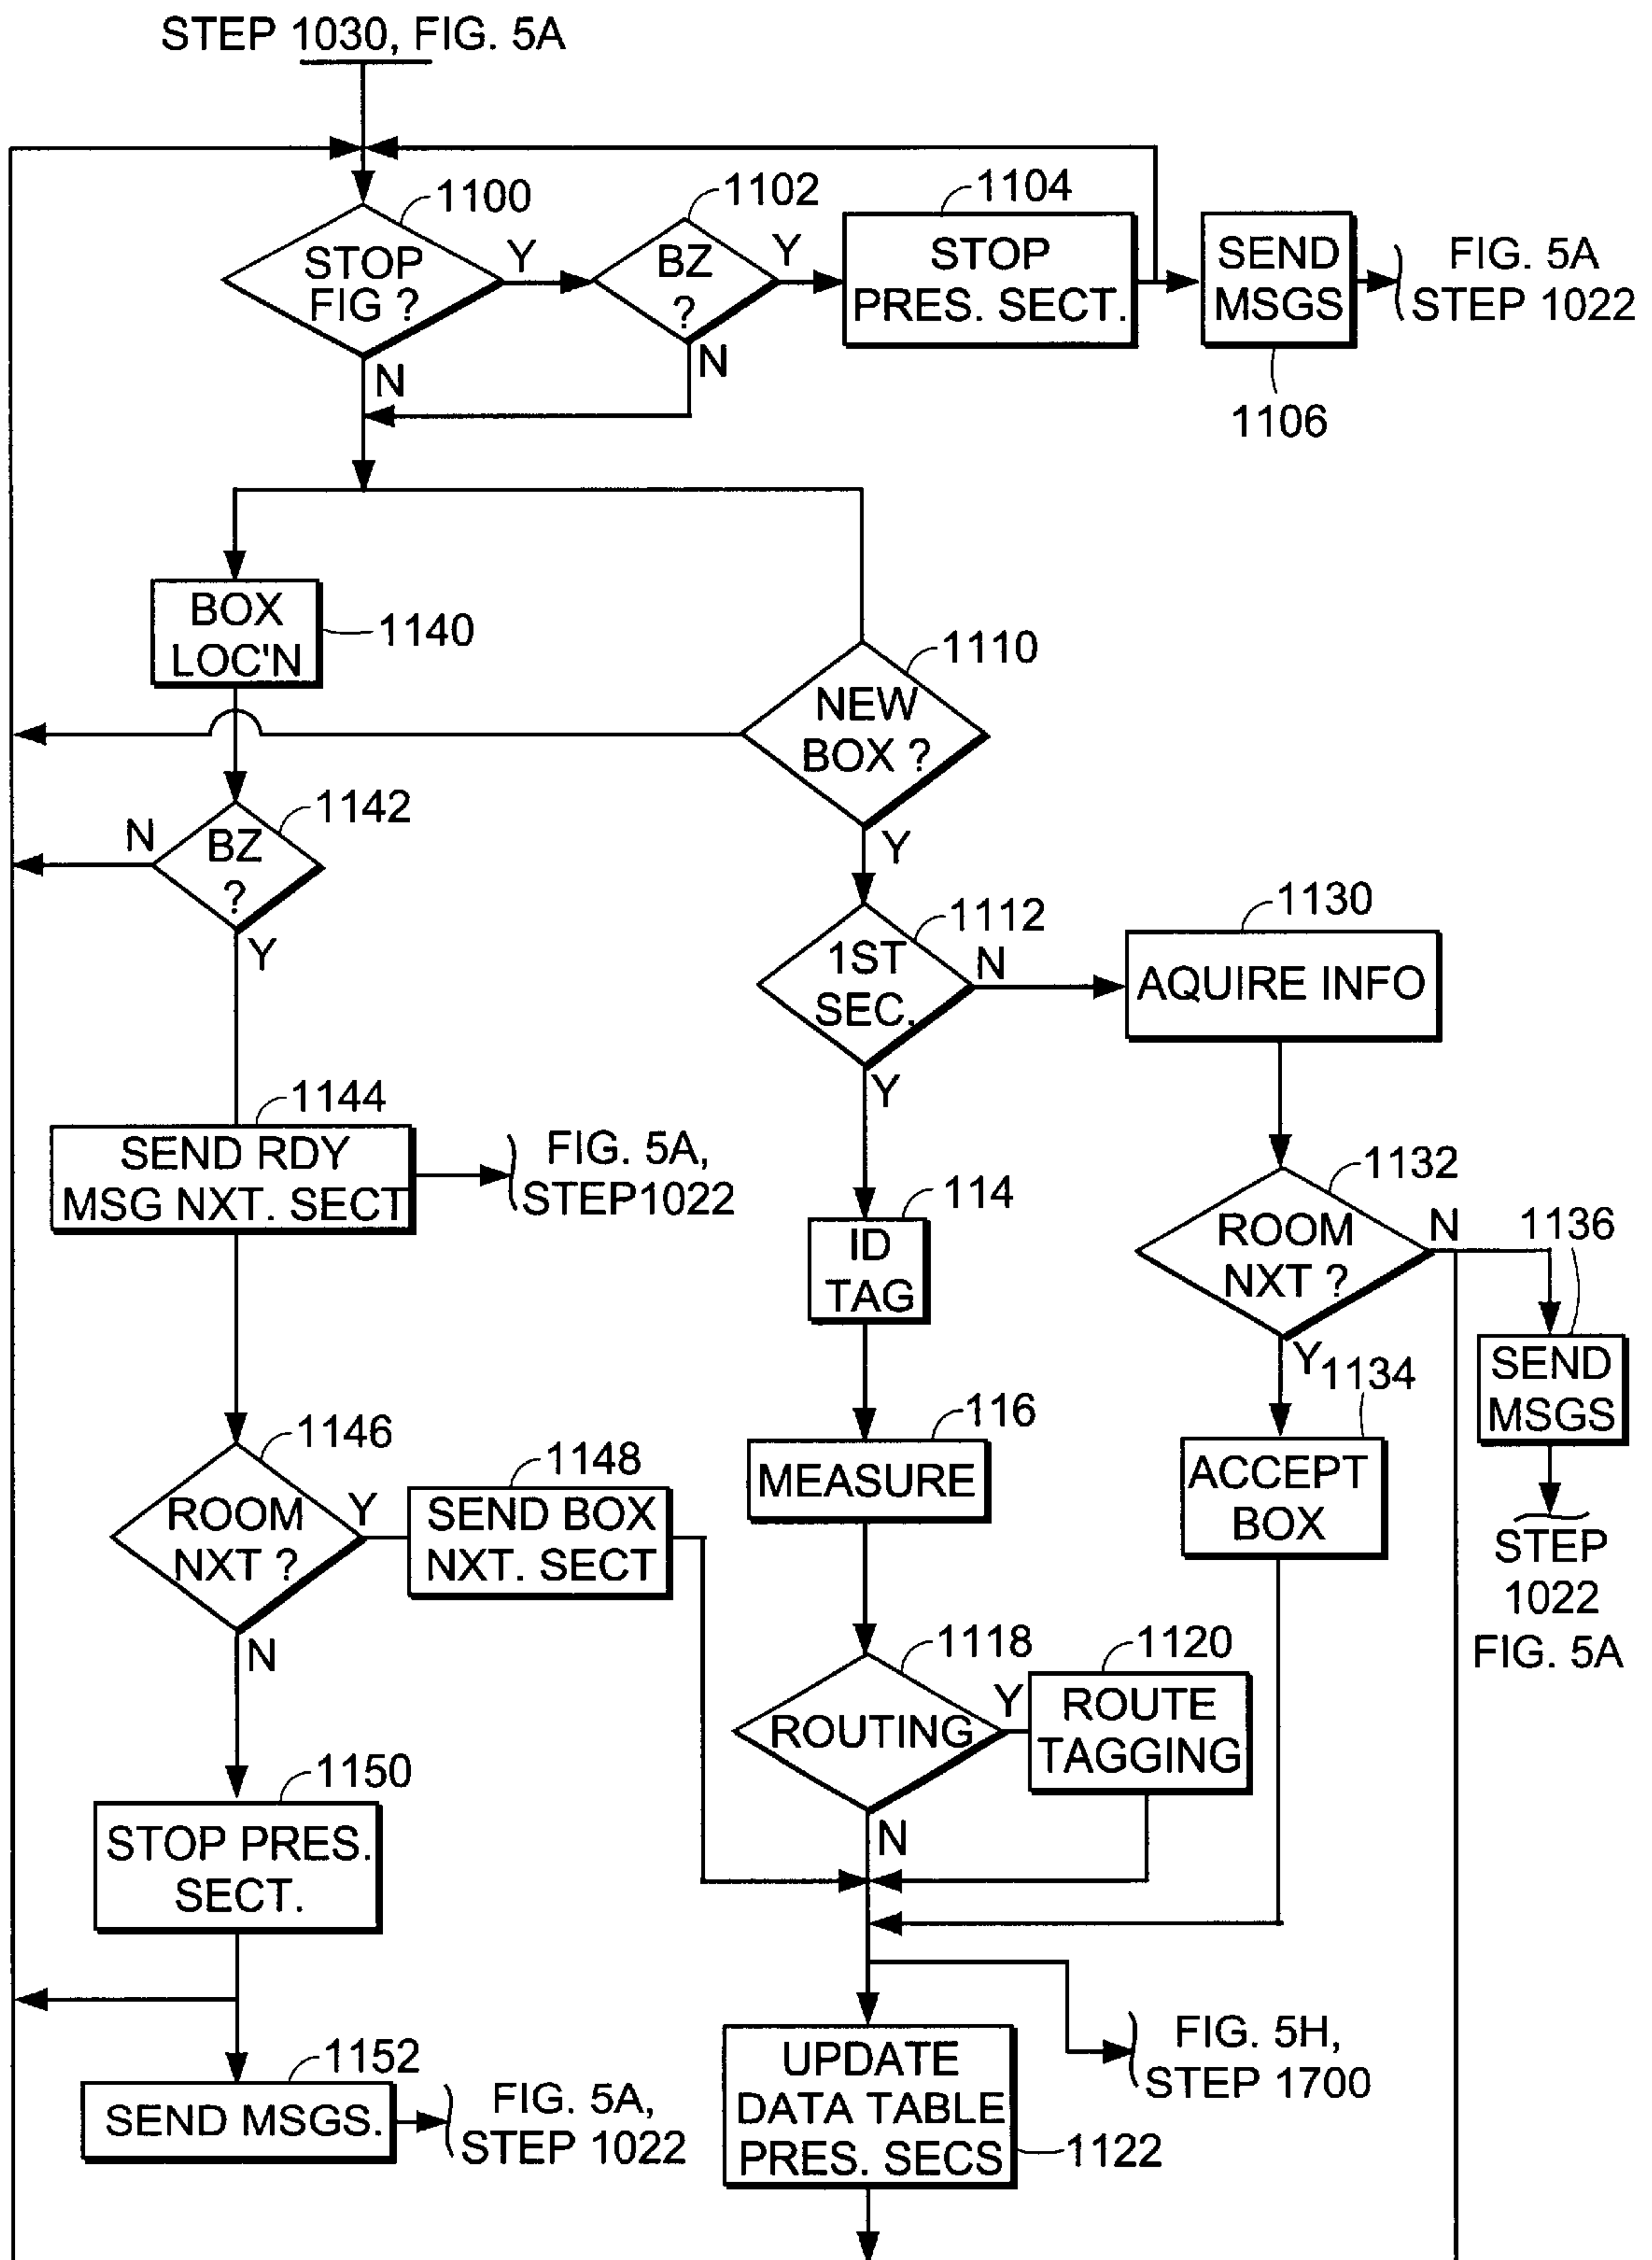 STEP 1030, FIG. 5A
1100
STOP
FIG ?
Y
N
1102
BZ
?
Y
N
1104
STOP
PRES. SECT.
SEND
MSGS
1106
FIG. 5A
STEP 1022
BOX
LOC'N
1140
1110
NEW
BOX ?
Y
1142
N
BZ
?
Y
1112
1ST
SEC.
N
Y
1130
AQUIRE INFO
1144
SEND RDY
MSG NXT. SECT
FIG. 5A,
STEP1022
114
ID
TAG
1132
ROOM
NXT ?
N
Y
1136
SEND
MSGS
STEP
1022
FIG. 5A
1134
ACCEPT
BOX
116
MEASURE
1146
ROOM
NXT ?
Y
N
1148
SEND BOX
NXT. SECT
1118
ROUTING
Y
N
1120
ROUTE
TAGGING
1150
STOP PRES.
SECT.
1152
SEND MSGS.
FIG. 5A,
STEP 1022
UPDATE
DATA TABLE
PRES. SECS
1122
FIG. 5H,
STEP 1700